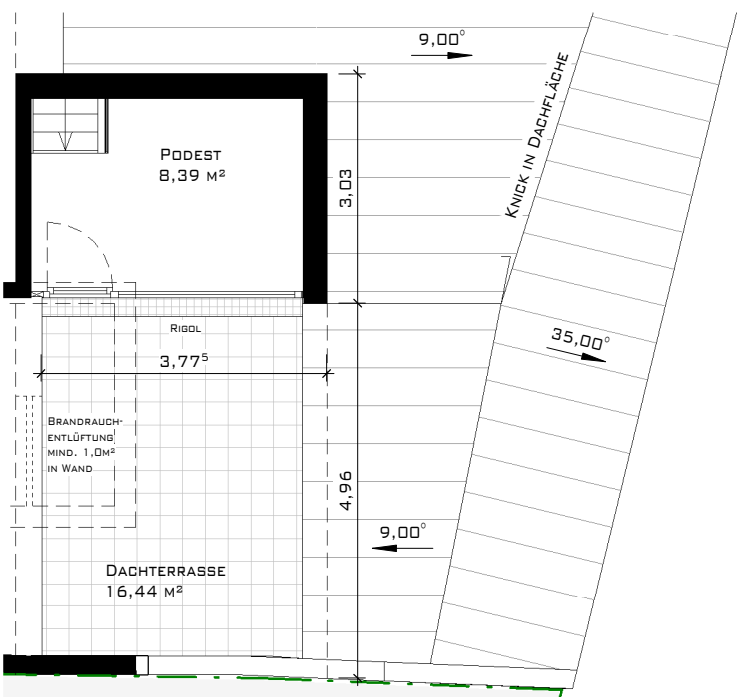 9,00°
KNICK IN DACHFLÄCHE
PODEST
8,39 M²
3,03
RIGOL
3,77⁵
35,00°
BRANDRAUCH-
ENTLÜFTUNG
MIND. 1,0M²
IN WAND
4,96
9,00°
DACHTERRASSE
16,44 M²